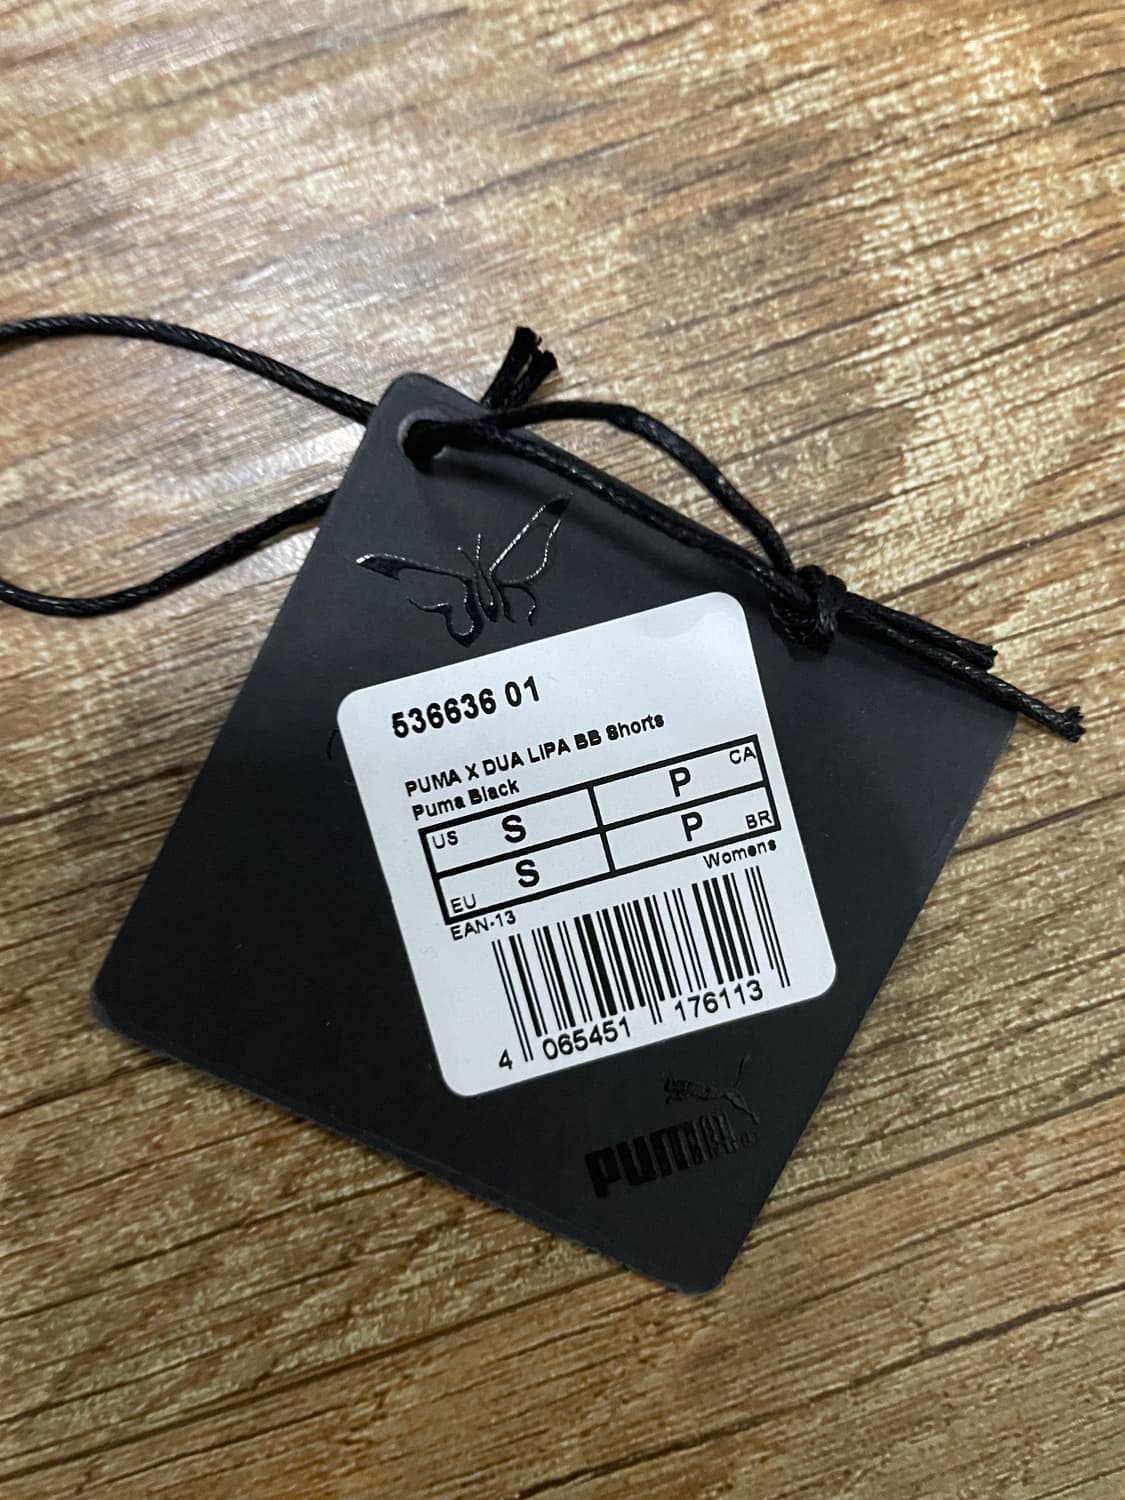 536636 01
PUMA X DUA LIPA BB Shorts
Puma Black
US S P CA
EU S P BR
Womens
EAN-13
4 065451 176113
PUMA®